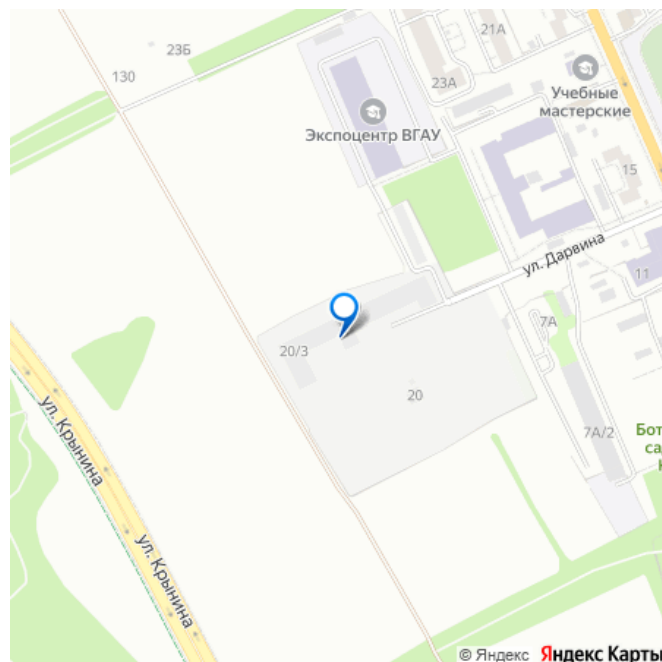 21А
23Б
130
23А
Учебные
мастерские
Экспоцентр ВГАУ
15
ул. Дарвина
11
7А
20/3
20
ул. Крынина
7А/2
Бот
са
ул. Крынина
© Яндекс Яндекс Карты